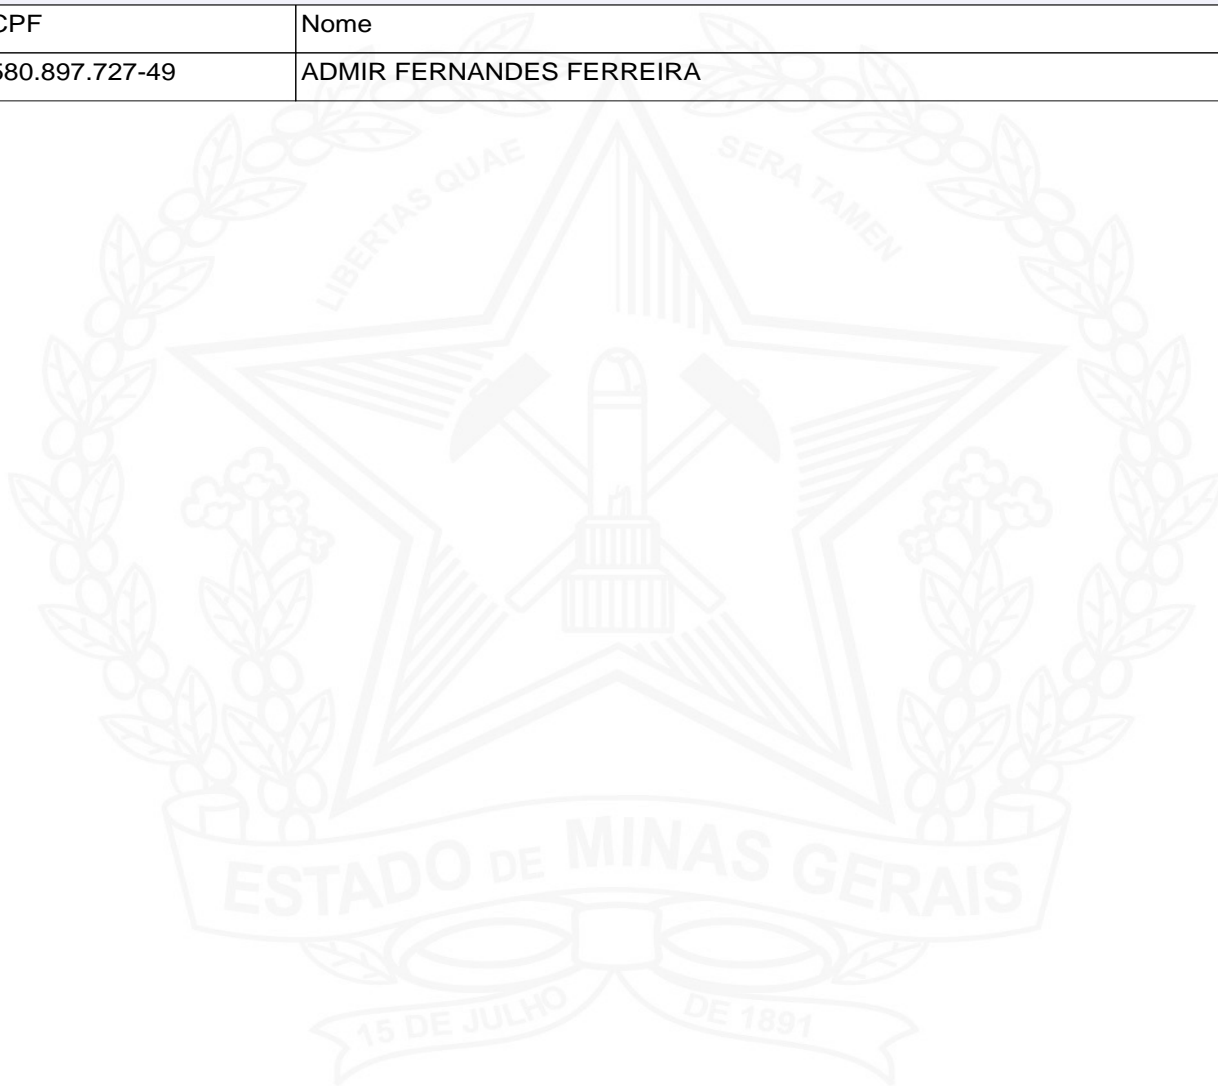 CPF Nome
580.897.727-49 ADMIR FERNANDES FERREIRA
LIBERTAS QUAE SERA TAMEN
ESTADO DE MINAS GERAIS
15 DE JULHO DE 1891